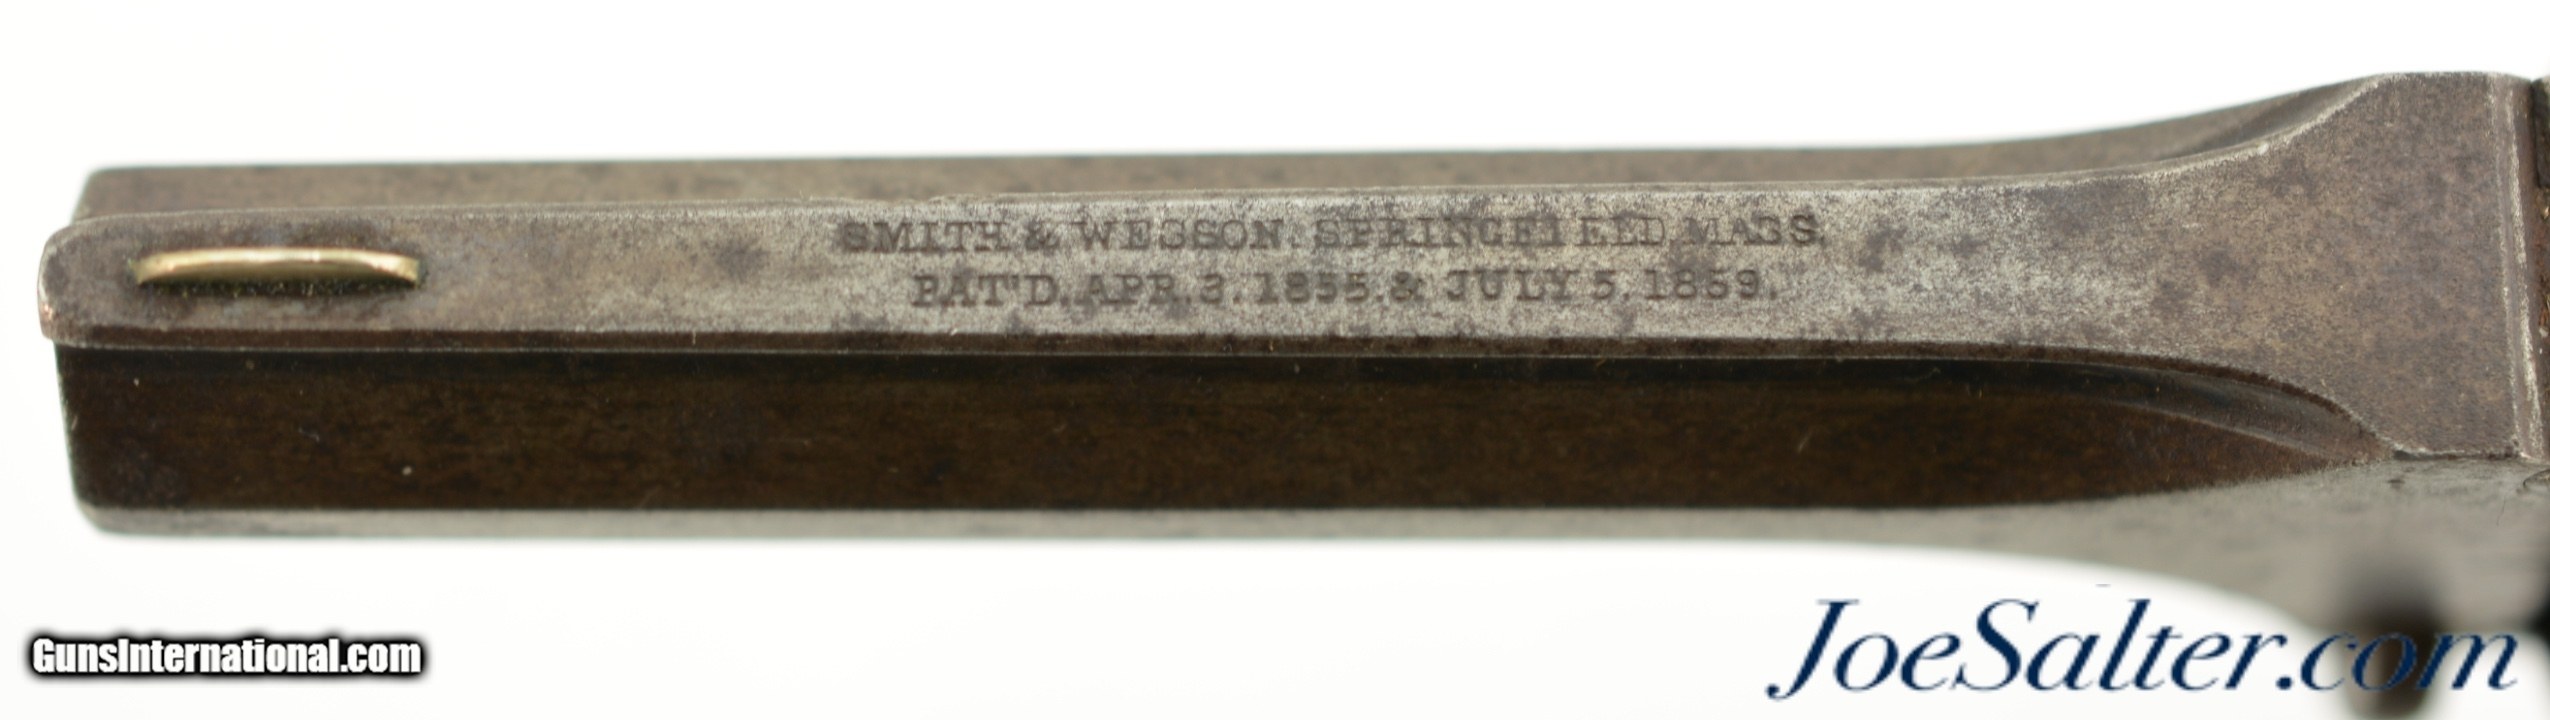 SMITH & WESSON. SPRINGFIELD MASS.
PAT'D. APR. 3. 1855. & JULY 5. 1859.
GunsInternational.com
JoeSalter.com